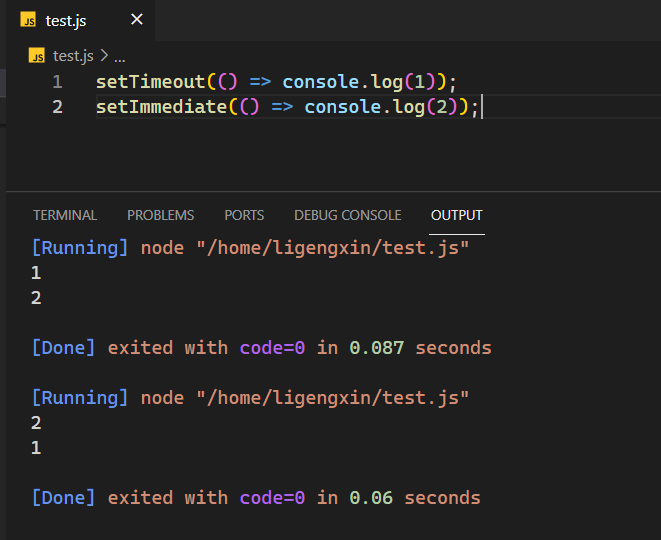 JS test.js ×
JS test.js > ...
1 setTimeout(() => console.log(1));
2 setImmediate(() => console.log(2));
TERMINAL PROBLEMS PORTS DEBUG CONSOLE OUTPUT
[Running] node "/home/ligengxin/test.js"
1
2
[Done] exited with code=0 in 0.087 seconds
[Running] node "/home/ligengxin/test.js"
2
1
[Done] exited with code=0 in 0.06 seconds